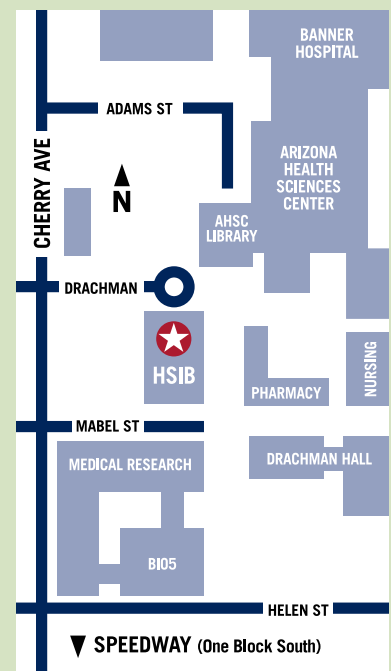 BANNER
HOSPITAL
ADAMS ST
ARIZONA
HEALTH
SCIENCES
CENTER
CHERRY AVE
N
AHSC
LIBRARY
DRACHMAN
HSIB
NURSING
PHARMACY
MABEL ST
MEDICAL RESEARCH
DRACHMAN HALL
BIO5
HELEN ST
SPEEDWAY (One Block South)